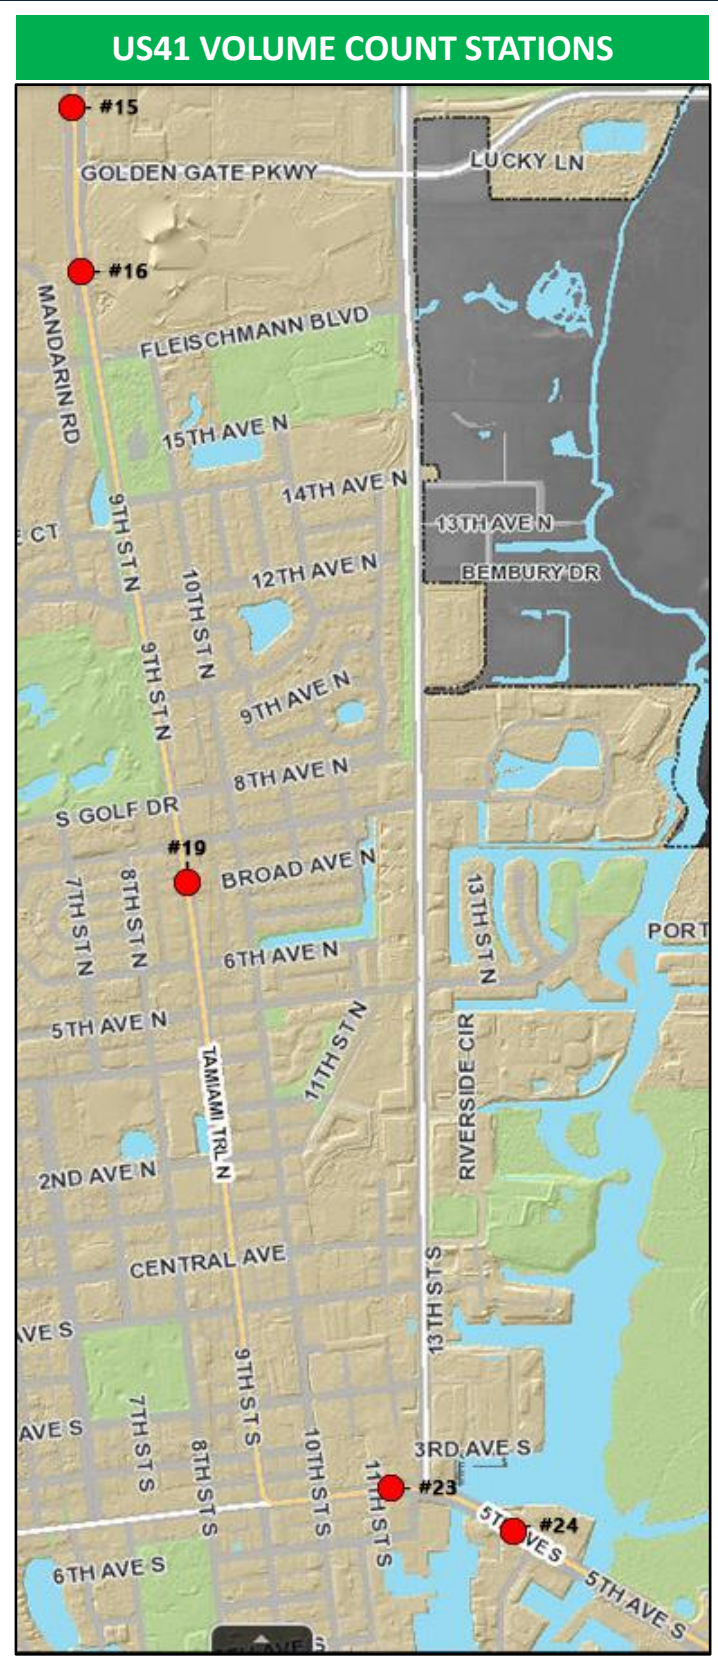 US41 VOLUME COUNT STATIONS
#15
GOLDEN GATE PKWY
LUCKY LN
#16
MANDARIN RD
FLEISCHMANN BLVD
15TH AVE N
14TH AVE N
9TH ST N
13TH AVE N
E CT
12TH AVE N
BEMBURY DR
10TH ST N
9TH ST N
9TH AVE N
8TH AVE N
S GOLF DR
#19
BROAD AVE N
7TH ST N
8TH ST N
13TH ST N
PORT
6TH AVE N
5TH AVE N
11TH ST N
RIVERSIDE CIR
TAMIAMI TRL N
2ND AVE N
CENTRAL AVE
13TH ST S
AVE S
9TH ST S
7TH ST S
AVE S
8TH ST S
10TH ST S
3RD AVE S
11TH ST S
#23
#24
5TH AVE S
6TH AVE S
5TH AVE S